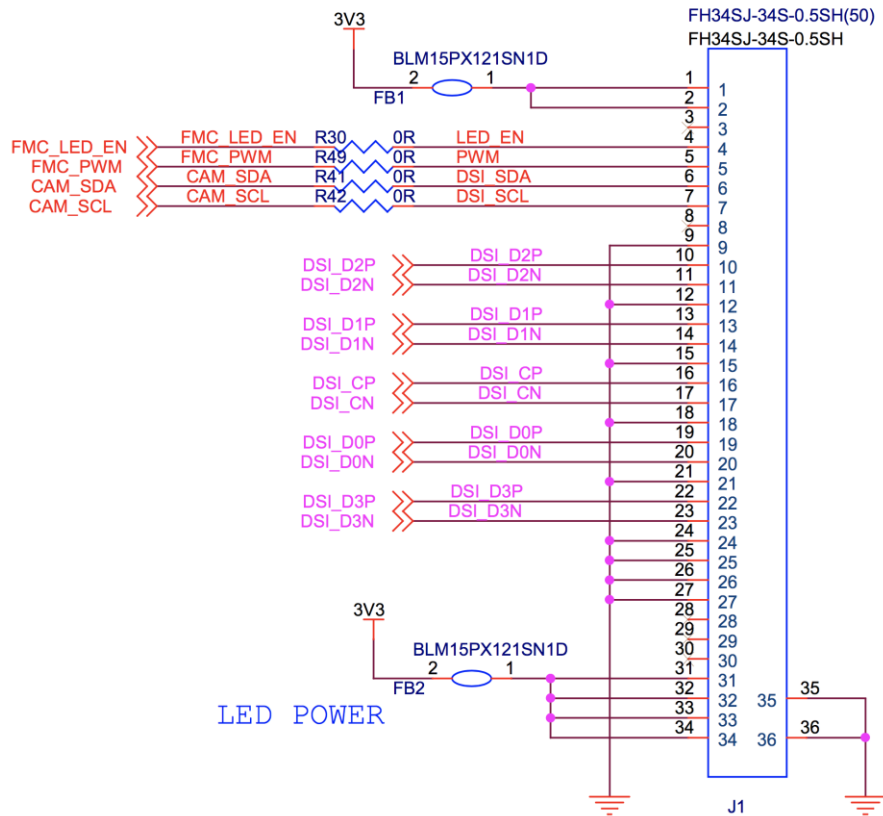 FH34SJ-34S-0.5SH(50)
3V3
FH34SJ-34S-0.5SH
BLM15PX121SN1D
2 1 1 1
FB1
2 2
3 3
FMC_LED_EN FMC_LED_EN R30 0R LED_EN 4 4
FMC_PWM FMC_PWM R49 0R PWM 5 5
CAM_SDA CAM_SDA R41 0R DSI_SDA 6 6
CAM_SCL CAM_SCL R42 0R DSI_SCL 7 7
8 8
9 9
DSI_D2P DSI_D2P 10 10
DSI_D2N DSI_D2N 11 11
12 12
DSI_D1P DSI_D1P 13 13
DSI_D1N DSI_D1N 14 14
15 15
DSI_CP DSI_CP 16 16
DSI_CN DSI_CN 17 17
18 18
DSI_D0P DSI_D0P 19 19
DSI_D0N DSI_D0N 20 20
21 21
DSI_D3P DSI_D3P 22 22
DSI_D3N DSI_D3N 23 23
24 24
25 25
26 26
27 27
3V3
28 28
29 29
BLM15PX121SN1D
30 30
2 1 31 31
FB2
32 32 35 35
LED POWER
33 33
34 34 36 36
J1